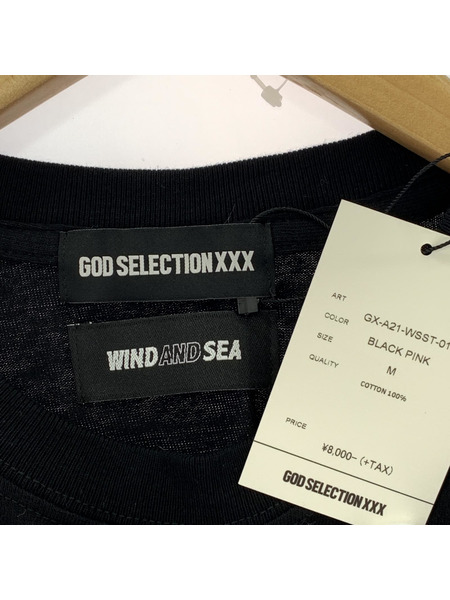 GOD SELECTION XXX
WIND AND SEA
ART GX-A21-WSST-01
COLOR BLACK PINK
SIZE M
QUALITY COTTON 100%
PRICE
¥8,000- (+TAX)
GOD SELECTION XXX